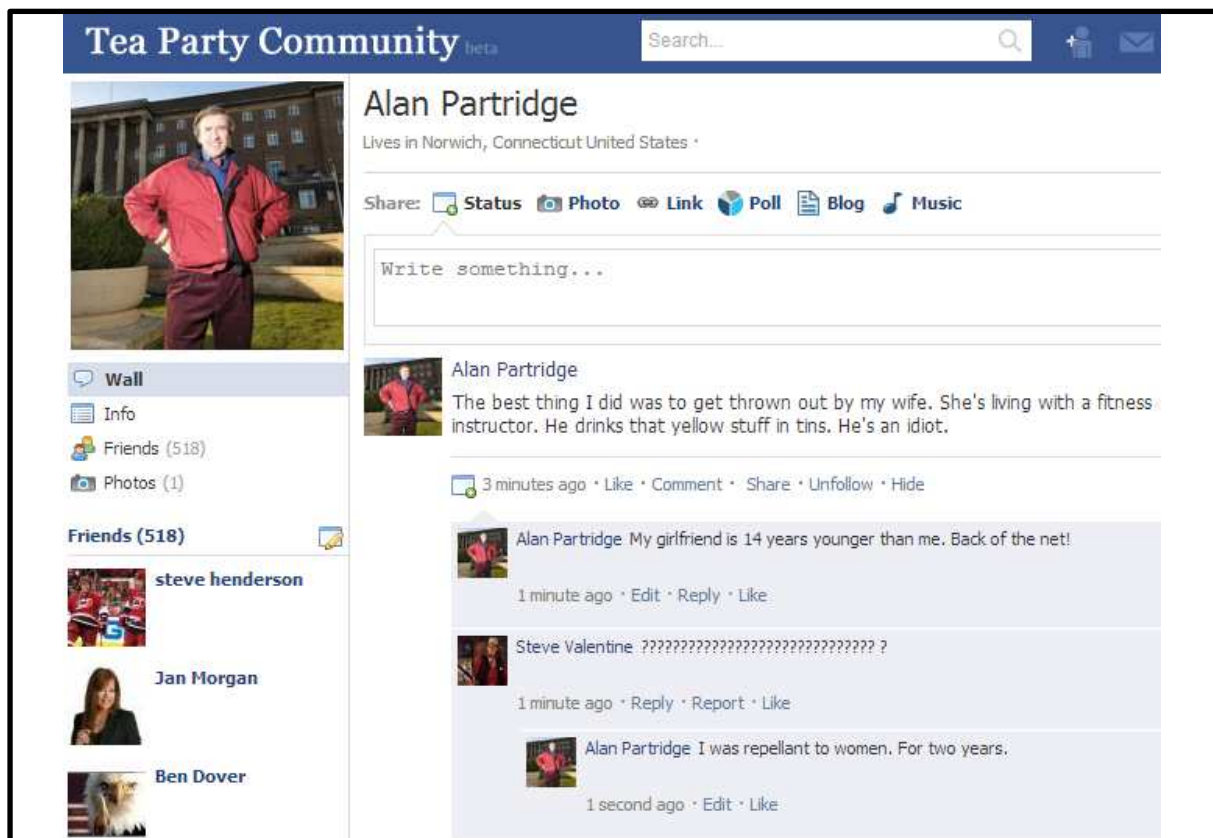 Tea Party Community beta
Search...
Alan Partridge
Lives in Norwich, Connecticut United States ·
Share: Status Photo Link Poll Blog Music
Write something...
Wall
Info
Friends (518)
Photos (1)
Friends (518)
steve henderson
Jan Morgan
Ben Dover
Alan Partridge
The best thing I did was to get thrown out by my wife. She's living with a fitness
instructor. He drinks that yellow stuff in tins. He's an idiot.
3 minutes ago · Like · Comment · Share · Unfollow · Hide
Alan Partridge My girlfriend is 14 years younger than me. Back of the net!
1 minute ago · Edit · Reply · Like
Steve Valentine ?????????????????????????????? ?
1 minute ago · Reply · Report · Like
Alan Partridge I was repellant to women. For two years.
1 second ago · Edit · Like